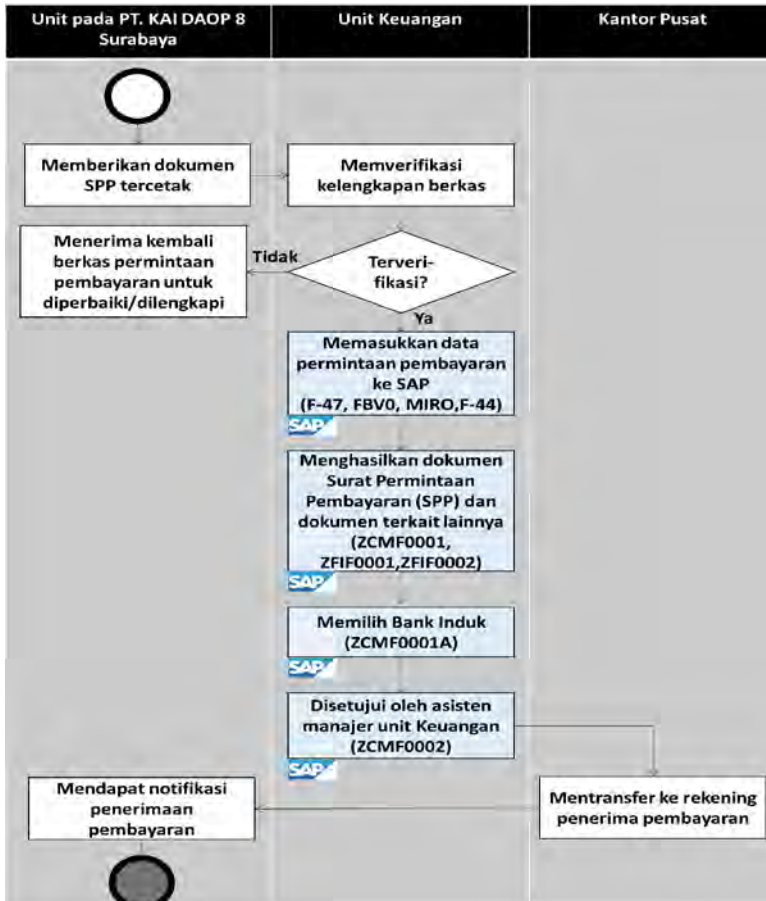 Unit pada PT. KAI DAOP 8
Surabaya
Unit Keuangan
Kantor Pusat
Memberikan dokumen
SPP tercetak
Memverifikasi
kelengkapan berkas
Menerima kembali
berkas permintaan
pembayaran untuk
diperbaiki/dilengkapi
Tidak
Terveri-
fikasi?
Ya
Memasukkan data
permintaan pembayaran
ke SAP
(F-47, FBV0, MIRO,F-44)
SAP
Menghasilkan dokumen
Surat Permintaan
Pembayaran (SPP) dan
dokumen terkait lainnya
(ZCMF0001,
ZFIF0001,ZFIF0002)
SAP
Memilih Bank Induk
(ZCMF0001A)
SAP
Disetujui oleh asisten
manajer unit Keuangan
(ZCMF0002)
SAP
Mendapat notifikasi
penerimaan
pembayaran
Mentransfer ke rekening
penerima pembayaran